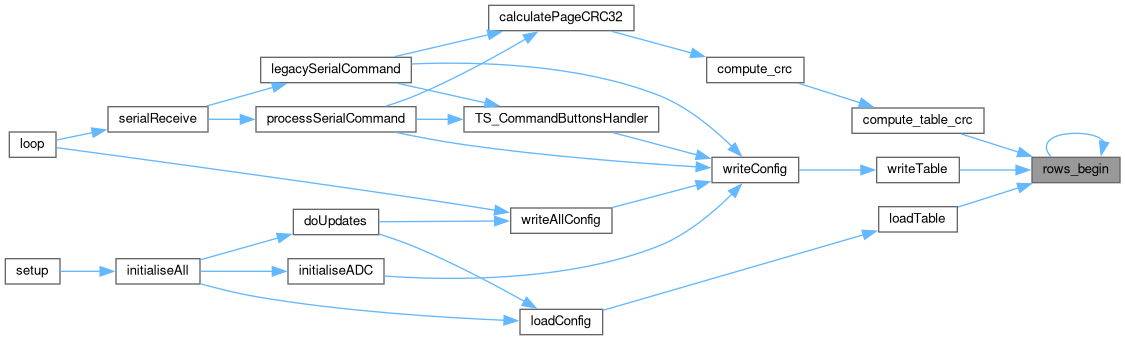 calculatePageCRC32
legacySerialCommand
compute_crc
serialReceive
processSerialCommand
TS_CommandButtonsHandler
compute_table_crc
loop
writeConfig
writeTable
rows_begin
doUpdates
writeAllConfig
loadTable
setup
initialiseAll
initialiseADC
loadConfig